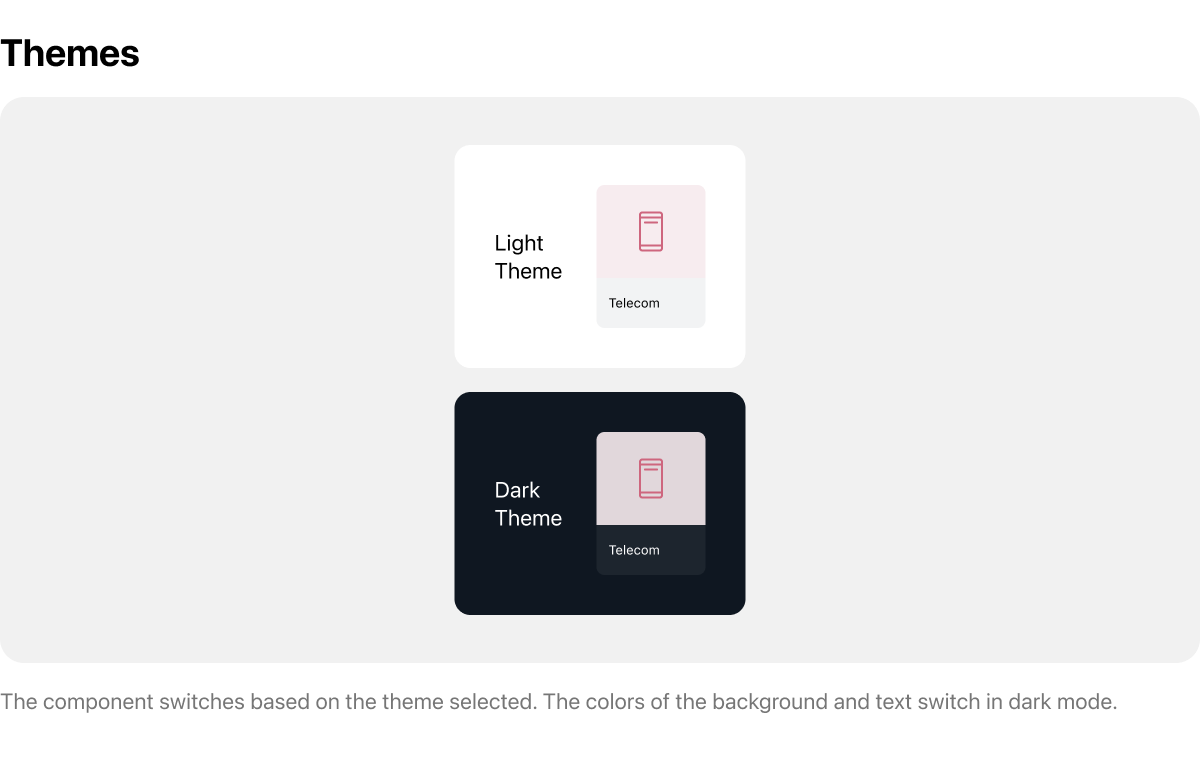 Themes
Light
Theme
Telecom
Dark
Theme
Telecom
The component switches based on the theme selected. The colors of the background and text switch in dark mode.